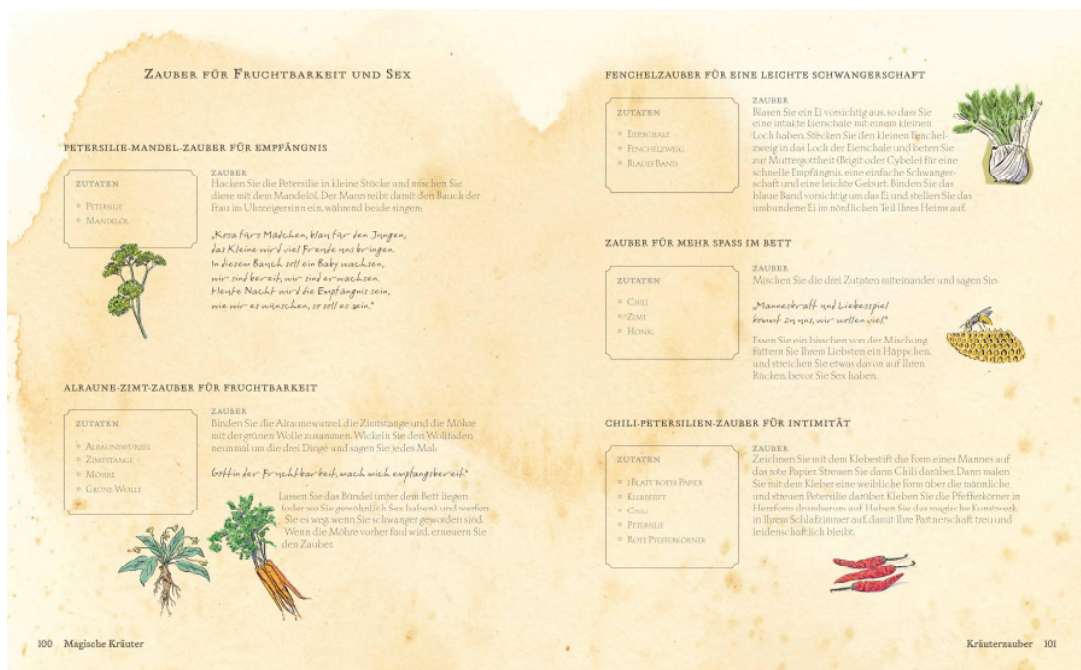 ZAUBER FÜR FRUCHTBARKEIT UND SEX
PETERSILIE-MANDEL-ZAUBER FÜR EMPFÄNGNIS
ZUTATEN
PETERSILIE
MANDELÖL
ZAUBER
Hacken Sie die Petersilie in kleine Stücke und mischen Sie
diese mit dem Mandelöl. Der Mann reibt damit den Bauch der
Frau im Uhrzeigersinn ein, während beide singen:
„Rosa fürs Mädchen, blau für den Jungen,
das Kleine wird viel Freude uns bringen.
In diesem Bauch soll ein Baby wachsen,
wir sind bereit, wir sind erwachsen.
Heute Nacht wird die Empfängnis sein,
wie wir es wünschen, so soll es sein.“
ALRAUNE-ZIMT-ZAUBER FÜR FRUCHTBARKEIT
ZUTATEN
ALRAUNWURZEL
ZIMTSTANGE
MÖHRE
GRÜNE WOLLE
ZAUBER
Binden Sie die Alraunewurzel, die Zimtstange und die Möhre
mit der grünen Wolle zusammen. Wickeln Sie den Wollfaden
neunmal um die drei Dinge und sagen Sie jedes Mal:
Göttin der Fruchtbarkeit, mach mich empfangsbereit.“
Lassen Sie das Bündel unter dem Bett liegen
(oder wo Sie gewöhnlich Sex haben) und werfen
Sie es weg, wenn Sie schwanger geworden sind.
Wenn die Möhre vorher faul wird, erneuern Sie
den Zauber.
100 Magische Kräuter
FENCHELZAUBER FÜR EINE LEICHTE SCHWANGERSCHAFT
ZUTATEN
EIERSCHALE
FENCHELZWEIG
BLAUES BAND
ZAUBER
Blasen Sie ein Ei vorsichtig aus, so dass Sie
eine intakte Eierschale mit einem kleinen
Loch haben. Stecken Sie den kleinen Fenchel-
zweig in das Loch der Eierschale und beten Sie
zur Muttergottheit (Brigit oder Cybele) für eine
schnelle Empfängnis, eine einfache Schwanger-
schaft und eine leichte Geburt. Binden Sie das
blaue Band vorsichtig um das Ei und stellen Sie das
umbundene Ei im nördlichen Teil Ihres Heims auf.
ZAUBER FÜR MEHR SPASS IM BETT
ZUTATEN
CHILI
ZIMT
HONIG
ZAUBER
Mischen Sie die drei Zutaten miteinander und sagen Sie:
„Manneskraft und Liebesspiel
kommt zu uns, wir wollen viel.“
Essen Sie ein bisschen von der Mischung,
füttern Sie Ihrem Liebsten ein Häppchen,
und streichen Sie etwas davon auf Ihren
Rücken, bevor Sie Sex haben.
CHILI-PETERSILIEN-ZAUBER FÜR INTIMITÄT
ZUTATEN
1 BLATT ROTES PAPIER
KLEBESTIFT
CHILI
PETERSILIE
ROTE PFEFFERKÖRNER
ZAUBER
Zeichnen Sie mit dem Klebestift die Form eines Mannes auf
das rote Papier. Streuen Sie dann Chili darüber. Dann malen
Sie mit dem Kleber eine weibliche Form über die männliche
und streuen Petersilie darüber. Kleben Sie die Pfefferkörner in
Herzform drumherum auf. Heben Sie das magische Kunstwerk
in Ihrem Schlafzimmer auf, damit Ihre Partnerschaft treu und
leidenschaftlich bleibt.
Kräuterzauber 101